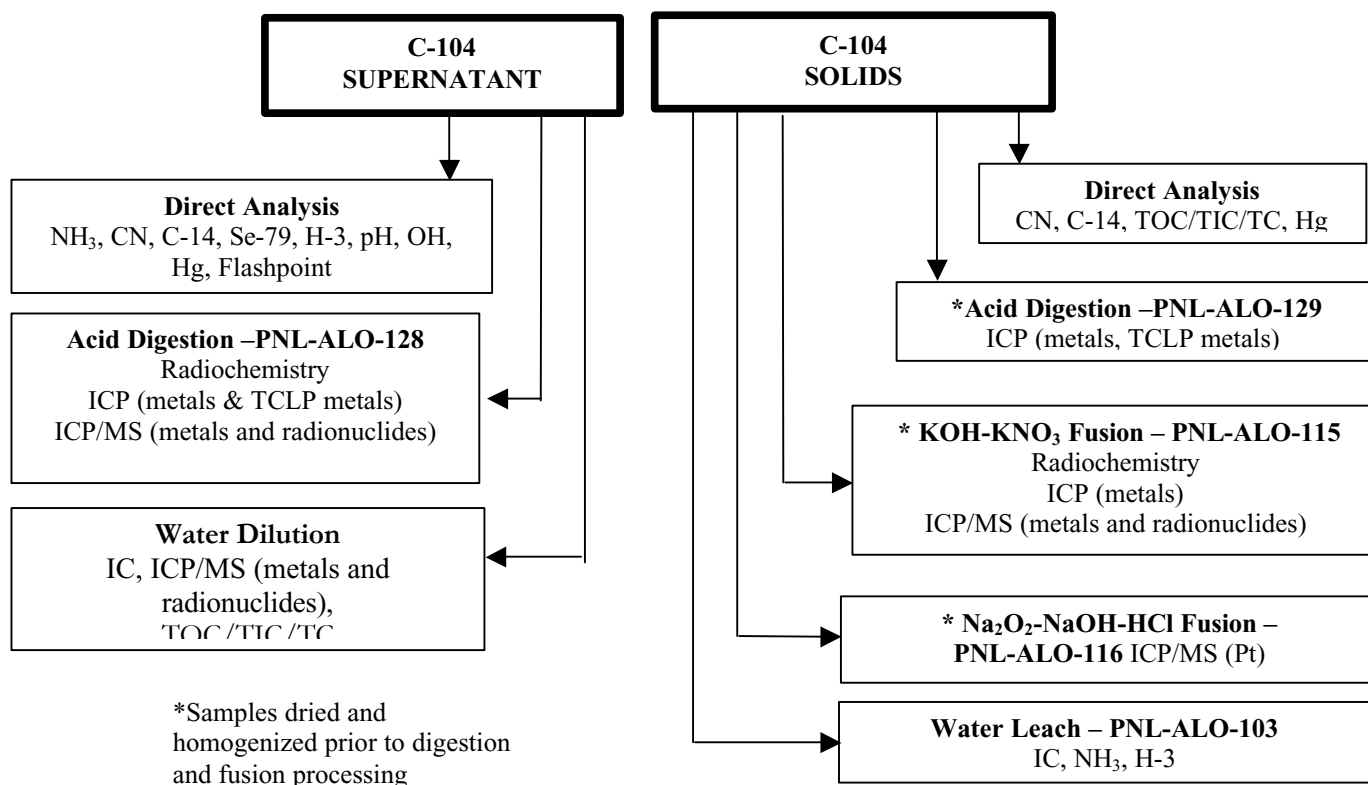 C-104
SUPERNATANT
Direct Analysis
NH₃, CN, C-14, Se-79, H-3, pH, OH,
Hg, Flashpoint
Acid Digestion –PNL-ALO-128
Radiochemistry
ICP (metals & TCLP metals)
ICP/MS (metals and radionuclides)
Water Dilution
IC, ICP/MS (metals and
radionuclides),
TOC/TIC/TC
*Samples dried and
homogenized prior to digestion
and fusion processing
C-104
SOLIDS
Direct Analysis
CN, C-14, TOC/TIC/TC, Hg
*Acid Digestion –PNL-ALO-129
ICP (metals, TCLP metals)
* KOH-KNO₃ Fusion – PNL-ALO-115
Radiochemistry
ICP (metals)
ICP/MS (metals and radionuclides)
* Na₂O₂-NaOH-HCl Fusion –
PNL-ALO-116 ICP/MS (Pt)
Water Leach – PNL-ALO-103
IC, NH₃, H-3